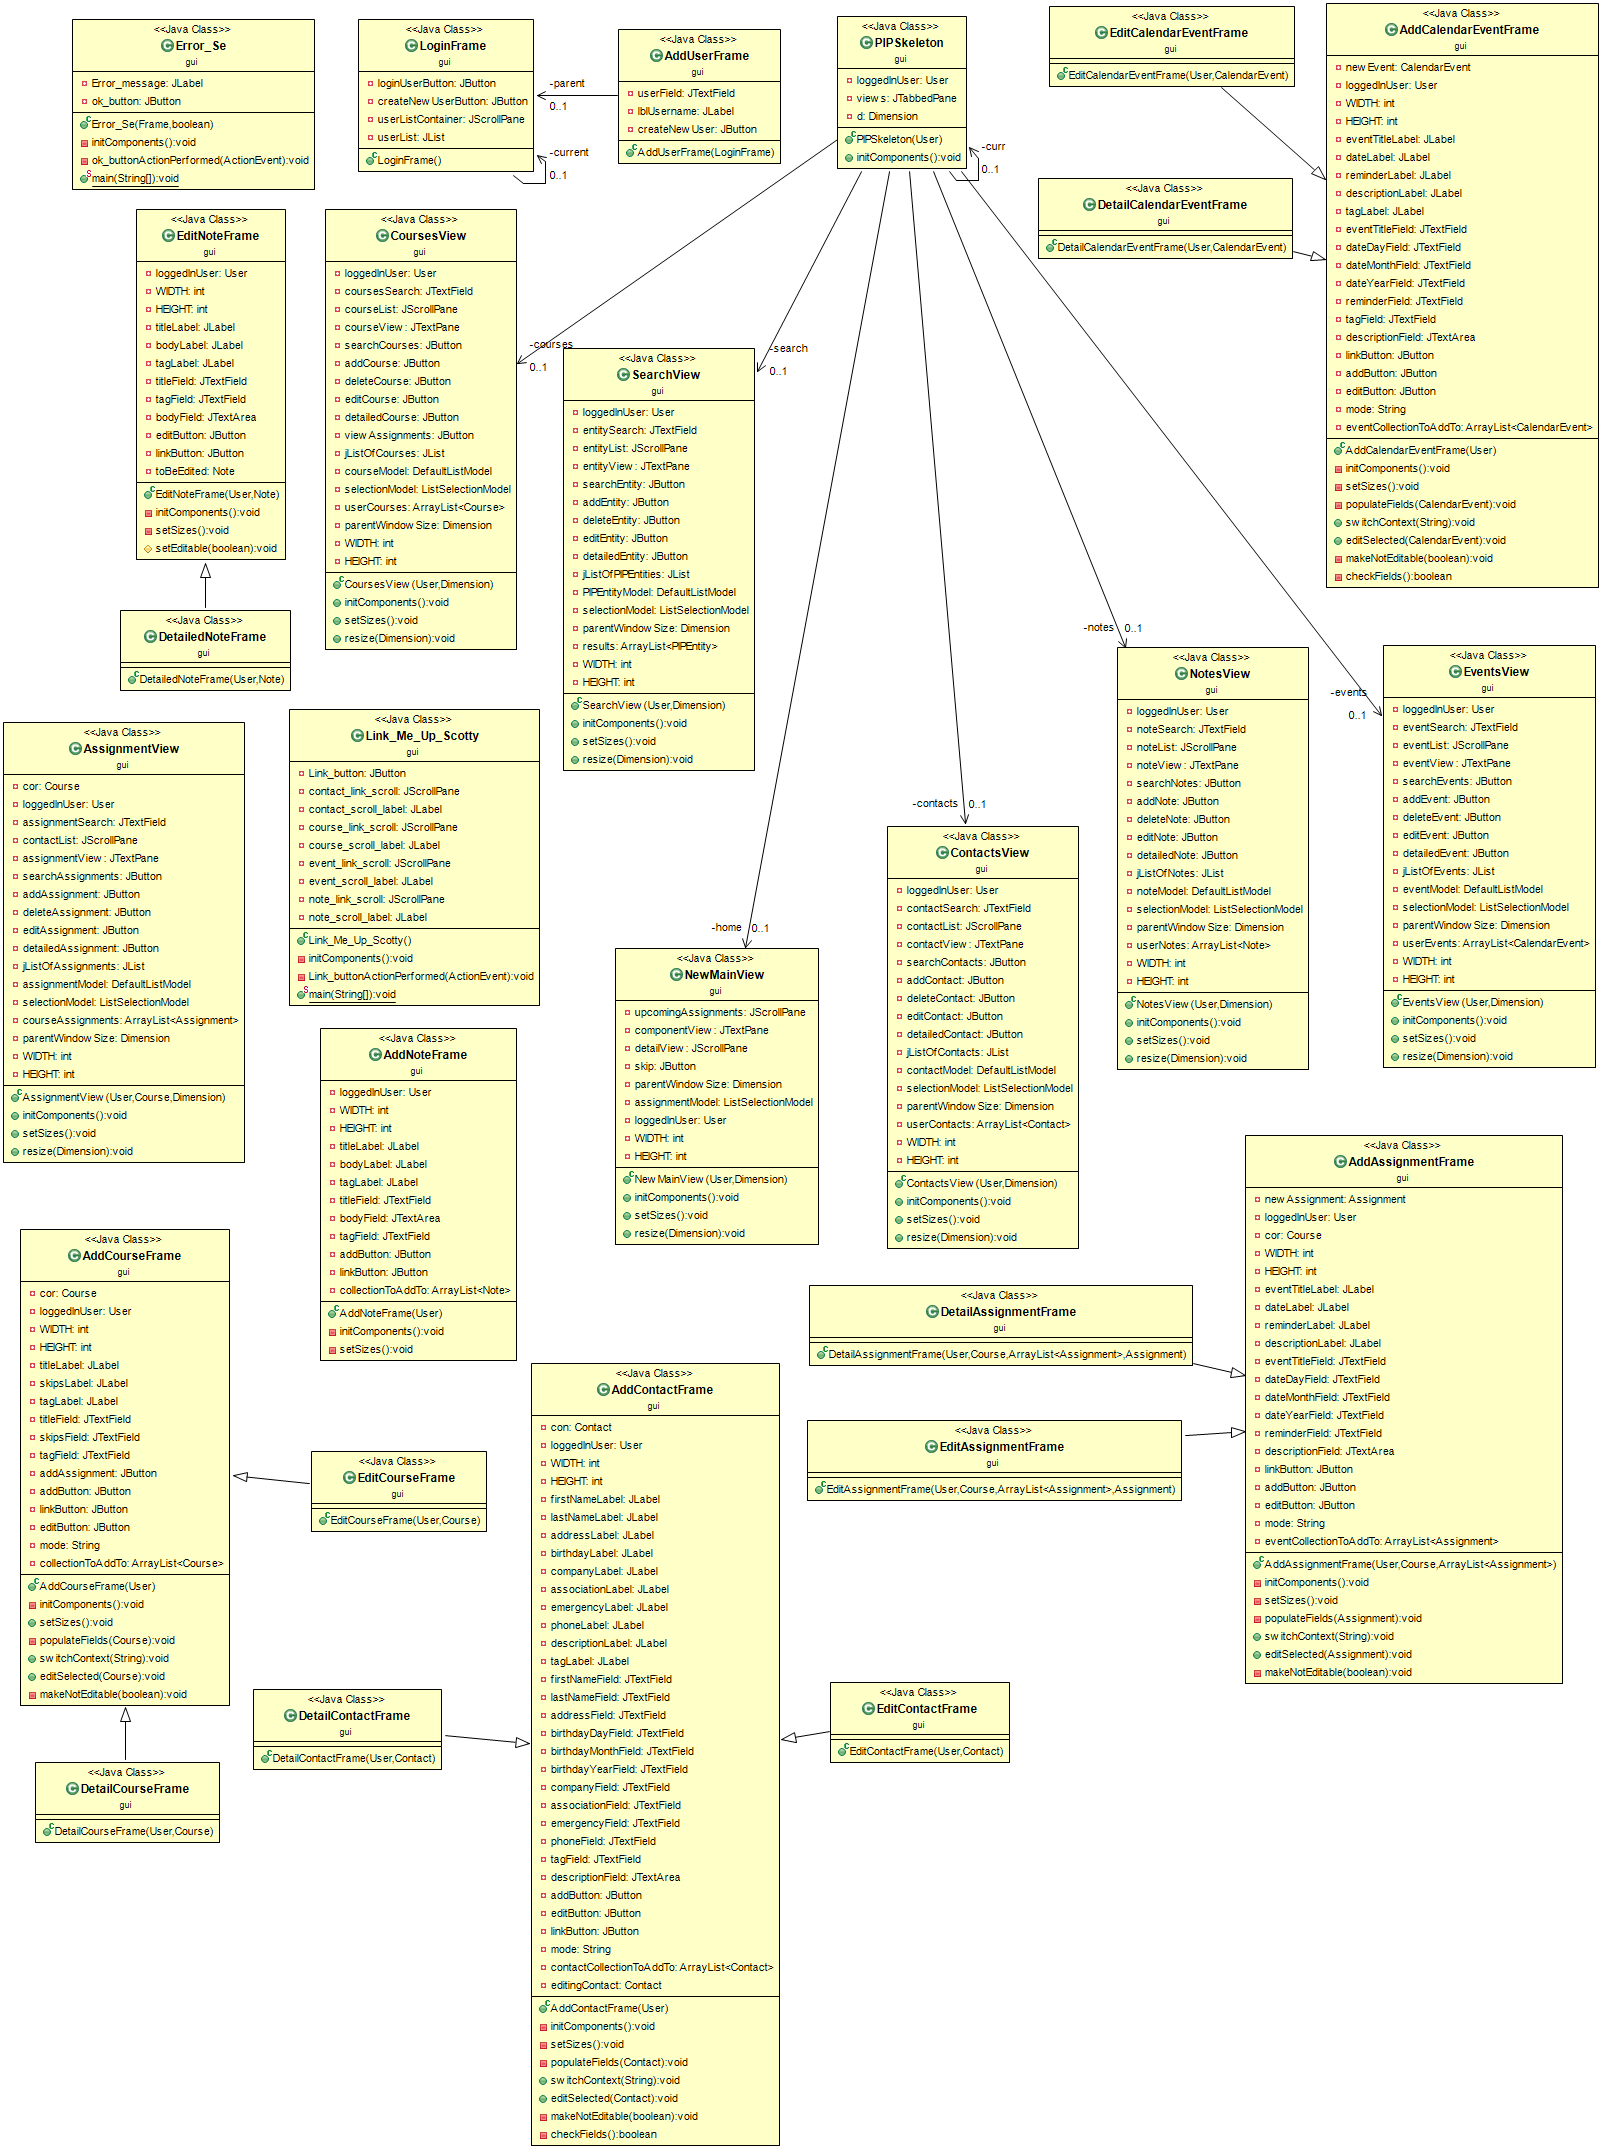 <<Java Class>>
Error_Se
gui
Error_message: JLabel
ok_button: JButton
Error_Se(Frame,boolean)
initComponents():void
ok_buttonActionPerformed(ActionEvent):void
main(String[]):void
<<Java Class>>
LoginFrame
gui
loginUserButton: JButton
createNewUserButton: JButton
userListContainer: JScrollPane
userList: JList
LoginFrame()
-parent
0..1
-current
0..1
<<Java Class>>
AddUserFrame
gui
userField: JTextField
lblUsername: JLabel
createNewUser: JButton
AddUserFrame(LoginFrame)
<<Java Class>>
PIPSkeleton
gui
loggedInUser: User
views: JTabbedPane
d: Dimension
PIPSkeleton(User)
initComponents():void
-curr
0..1
<<Java Class>>
EditCalendarEventFrame
gui
EditCalendarEventFrame(User,CalendarEvent)
<<Java Class>>
AddCalendarEventFrame
gui
newEvent: CalendarEvent
loggedInUser: User
WIDTH: int
HEIGHT: int
eventTitleLabel: JLabel
dateLabel: JLabel
reminderLabel: JLabel
descriptionLabel: JLabel
tagLabel: JLabel
eventTitleField: JTextField
dateDayField: JTextField
dateMonthField: JTextField
dateYearField: JTextField
reminderField: JTextField
tagField: JTextField
descriptionField: JTextArea
linkButton: JButton
addButton: JButton
editButton: JButton
mode: String
eventCollectionToAddTo: ArrayList<CalendarEvent>
AddCalendarEventFrame(User)
initComponents():void
setSizes():void
populateFields(CalendarEvent):void
switchContext(String):void
editSelected(CalendarEvent):void
makeNotEditable(boolean):void
checkFields():boolean
<<Java Class>>
DetailCalendarEventFrame
gui
DetailCalendarEventFrame(User,CalendarEvent)
<<Java Class>>
EditNoteFrame
gui
loggedInUser: User
WIDTH: int
HEIGHT: int
titleLabel: JLabel
bodyLabel: JLabel
tagLabel: JLabel
titleField: JTextField
tagField: JTextField
bodyField: JTextArea
editButton: JButton
linkButton: JButton
toBeEdited: Note
EditNoteFrame(User,Note)
initComponents():void
setSizes():void
setEditable(boolean):void
<<Java Class>>
CoursesView
gui
loggedInUser: User
coursesSearch: JTextField
courseList: JScrollPane
courseView: JTextPane
searchCourses: JButton
addCourse: JButton
deleteCourse: JButton
editCourse: JButton
detailedCourse: JButton
viewAssignments: JButton
jListOfCourses: JList
courseModel: DefaultListModel
selectionModel: ListSelectionModel
userCourses: ArrayList<Course>
parentWindowSize: Dimension
WIDTH: int
HEIGHT: int
CoursesView(User,Dimension)
initComponents():void
setSizes():void
resize(Dimension):void
-courses
0..1
<<Java Class>>
SearchView
gui
loggedInUser: User
entitySearch: JTextField
entityList: JScrollPane
entityView: JTextPane
searchEntity: JButton
addEntity: JButton
deleteEntity: JButton
editEntity: JButton
detailedEntity: JButton
jListOfPIPEntities: JList
PIPEntityModel: DefaultListModel
selectionModel: ListSelectionModel
parentWindowSize: Dimension
results: ArrayList<PIPEntity>
WIDTH: int
HEIGHT: int
SearchView(User,Dimension)
initComponents():void
setSizes():void
resize(Dimension):void
-search
0..1
<<Java Class>>
DetailedNoteFrame
gui
DetailedNoteFrame(User,Note)
-notes
0..1
<<Java Class>>
NotesView
gui
loggedInUser: User
noteSearch: JTextField
noteList: JScrollPane
noteView: JTextPane
searchNotes: JButton
addNote: JButton
deleteNote: JButton
editNote: JButton
detailedNote: JButton
jListOfNotes: JList
noteModel: DefaultListModel
selectionModel: ListSelectionModel
parentWindowSize: Dimension
userNotes: ArrayList<Note>
WIDTH: int
HEIGHT: int
NotesView(User,Dimension)
initComponents():void
setSizes():void
resize(Dimension):void
-events
0..1
<<Java Class>>
EventsView
gui
loggedInUser: User
eventSearch: JTextField
eventList: JScrollPane
eventView: JTextPane
searchEvents: JButton
addEvent: JButton
deleteEvent: JButton
editEvent: JButton
detailedEvent: JButton
jListOfEvents: JList
eventModel: DefaultListModel
selectionModel: ListSelectionModel
parentWindowSize: Dimension
userEvents: ArrayList<CalendarEvent>
WIDTH: int
HEIGHT: int
EventsView(User,Dimension)
initComponents():void
setSizes():void
resize(Dimension):void
<<Java Class>>
AssignmentView
gui
cor: Course
loggedInUser: User
assignmentSearch: JTextField
contactList: JScrollPane
assignmentView: JTextPane
searchAssignments: JButton
addAssignment: JButton
deleteAssignment: JButton
editAssignment: JButton
detailedAssignment: JButton
jListOfAssignments: JList
assignmentModel: DefaultListModel
selectionModel: ListSelectionModel
courseAssignments: ArrayList<Assignment>
parentWindowSize: Dimension
WIDTH: int
HEIGHT: int
AssignmentView(User,Course,Dimension)
initComponents():void
setSizes():void
resize(Dimension):void
<<Java Class>>
Link_Me_Up_Scotty
gui
Link_button: JButton
contact_link_scroll: JScrollPane
contact_scroll_label: JLabel
course_link_scroll: JScrollPane
course_scroll_label: JLabel
event_link_scroll: JScrollPane
event_scroll_label: JLabel
note_link_scroll: JScrollPane
note_scroll_label: JLabel
Link_Me_Up_Scotty()
initComponents():void
Link_buttonActionPerformed(ActionEvent):void
main(String[]):void
-contacts
0..1
<<Java Class>>
ContactsView
gui
loggedInUser: User
contactSearch: JTextField
contactList: JScrollPane
contactView: JTextPane
searchContacts: JButton
addContact: JButton
deleteContact: JButton
editContact: JButton
detailedContact: JButton
jListOfContacts: JList
contactModel: DefaultListModel
selectionModel: ListSelectionModel
parentWindowSize: Dimension
userContacts: ArrayList<Contact>
WIDTH: int
HEIGHT: int
ContactsView(User,Dimension)
initComponents():void
setSizes():void
resize(Dimension):void
-home
0..1
<<Java Class>>
NewMainView
gui
upcomingAssignments: JScrollPane
componentView: JTextPane
detailView: JScrollPane
skip: JButton
parentWindowSize: Dimension
assignmentModel: ListSelectionModel
loggedInUser: User
WIDTH: int
HEIGHT: int
NewMainView(User,Dimension)
initComponents():void
setSizes():void
resize(Dimension):void
<<Java Class>>
AddNoteFrame
gui
loggedInUser: User
WIDTH: int
HEIGHT: int
titleLabel: JLabel
bodyLabel: JLabel
tagLabel: JLabel
titleField: JTextField
bodyField: JTextArea
tagField: JTextField
addButton: JButton
linkButton: JButton
collectionToAddTo: ArrayList<Note>
AddNoteFrame(User)
initComponents():void
setSizes():void
<<Java Class>>
AddAssignmentFrame
gui
newAssignment: Assignment
loggedInUser: User
cor: Course
WIDTH: int
HEIGHT: int
eventTitleLabel: JLabel
dateLabel: JLabel
reminderLabel: JLabel
descriptionLabel: JLabel
eventTitleField: JTextField
dateDayField: JTextField
dateMonthField: JTextField
dateYearField: JTextField
reminderField: JTextField
descriptionField: JTextArea
linkButton: JButton
addButton: JButton
editButton: JButton
mode: String
eventCollectionToAddTo: ArrayList<Assignment>
AddAssignmentFrame(User,Course,ArrayList<Assignment>)
initComponents():void
setSizes():void
populateFields(Assignment):void
switchContext(String):void
editSelected(Assignment):void
makeNotEditable(boolean):void
<<Java Class>>
AddCourseFrame
gui
cor: Course
loggedInUser: User
WIDTH: int
HEIGHT: int
titleLabel: JLabel
skipsLabel: JLabel
tagLabel: JLabel
titleField: JTextField
skipsField: JTextField
tagField: JTextField
addAssignment: JButton
addButton: JButton
linkButton: JButton
editButton: JButton
mode: String
collectionToAddTo: ArrayList<Course>
AddCourseFrame(User)
initComponents():void
setSizes():void
populateFields(Course):void
switchContext(String):void
editSelected(Course):void
makeNotEditable(boolean):void
<<Java Class>>
DetailAssignmentFrame
gui
DetailAssignmentFrame(User,Course,ArrayList<Assignment>,Assignment)
<<Java Class>>
EditAssignmentFrame
gui
EditAssignmentFrame(User,Course,ArrayList<Assignment>,Assignment)
<<Java Class>>
AddContactFrame
gui
con: Contact
loggedInUser: User
WIDTH: int
HEIGHT: int
firstNameLabel: JLabel
lastNameLabel: JLabel
addressLabel: JLabel
birthdayLabel: JLabel
companyLabel: JLabel
associationLabel: JLabel
emergencyLabel: JLabel
phoneLabel: JLabel
descriptionLabel: JLabel
tagLabel: JLabel
firstNameField: JTextField
lastNameField: JTextField
addressField: JTextField
birthdayDayField: JTextField
birthdayMonthField: JTextField
birthdayYearField: JTextField
companyField: JTextField
associationField: JTextField
emergencyField: JTextField
phoneField: JTextField
tagField: JTextField
descriptionField: JTextArea
addButton: JButton
editButton: JButton
linkButton: JButton
mode: String
contactCollectionToAddTo: ArrayList<Contact>
editingContact: Contact
AddContactFrame(User)
initComponents():void
setSizes():void
populateFields(Contact):void
switchContext(String):void
editSelected(Contact):void
makeNotEditable(boolean):void
checkFields():boolean
<<Java Class>>
EditCourseFrame
gui
EditCourseFrame(User,Course)
<<Java Class>>
DetailContactFrame
gui
DetailContactFrame(User,Contact)
<<Java Class>>
EditContactFrame
gui
EditContactFrame(User,Contact)
<<Java Class>>
DetailCourseFrame
gui
DetailCourseFrame(User,Course)